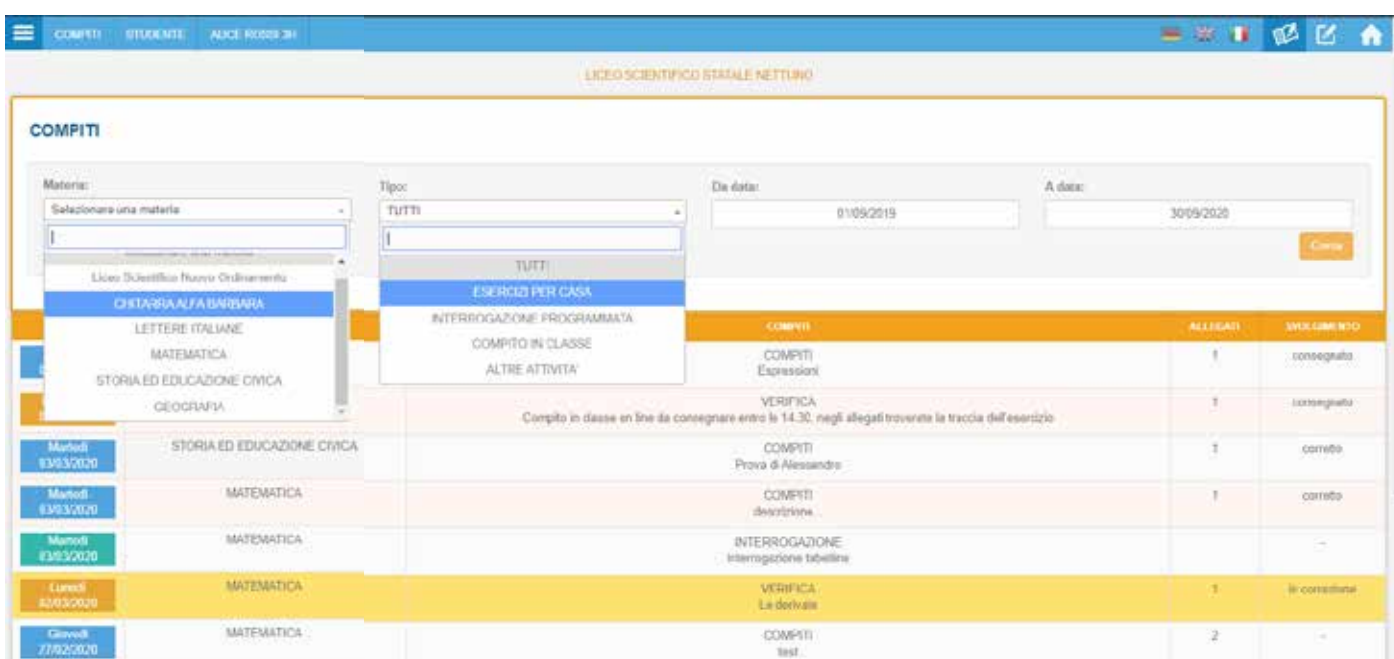 COMPITI STUDENTE ALICE ROSSI 3H
LICEO SCIENTIFICO STATALE NETTUNO
COMPITI
Materia: Tipo: Da data: A data:
Selezionare una materia TUTTI 01/09/2019 30/09/2020
Cerca
Liceo Scientifico Nuovo Ordinamento
CHITARRA ALFA BARBARA
LETTERE ITALIANE
MATEMATICA
STORIA ED EDUCAZIONE CIVICA
GEOGRAFIA
TUTTI
ESERCIZI PER CASA
INTERROGAZIONE PROGRAMMATA
COMPITO IN CLASSE
ALTRE ATTIVITA'
COMPITI ALLEGATI SVOLGIMENTO
COMPITI 1 consegnato
Espressioni
VERIFICA 1 consegnato
Compito in classe on line da consegnare entro le 14.30, negli allegati troverete la traccia dell'esercizio
Martedì STORIA ED EDUCAZIONE CIVICA COMPITI 1 corretto
03/03/2020 Prova di Alessandro
Martedì MATEMATICA COMPITI 1 corretto
03/03/2020 descrizione
Martedì MATEMATICA INTERROGAZIONE -
03/03/2020 Interrogazione tabelline
Lunedì MATEMATICA VERIFICA 1 in correzione
02/03/2020 Le derivate
Giovedì MATEMATICA COMPITI 2 -
27/02/2020 test